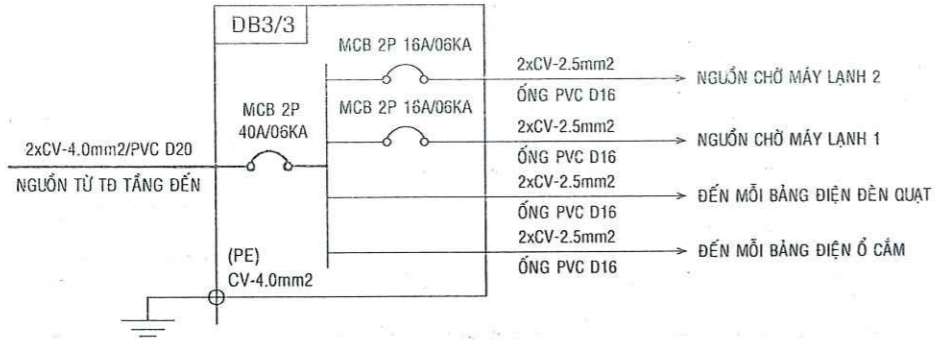 DB3/3
MCB 2P 16A/06KA
2xCV-2.5mm2
NGUỒN CHỜ MÁY LẠNH 2
ỐNG PVC D16
MCB 2P 16A/06KA
2xCV-2.5mm2
NGUỒN CHỜ MÁY LẠNH 1
ỐNG PVC D16
MCB 2P
40A/06KA
2xCV-4.0mm2/PVC D20
NGUỒN TỪ TĐ TẦNG ĐẾN
2xCV-2.5mm2
ĐẾN MỖI BẢNG ĐIỆN ĐÈN QUẠT
ỐNG PVC D16
2xCV-2.5mm2
ĐẾN MỖI BẢNG ĐIỆN Ổ CẮM
ỐNG PVC D16
(PE)
CV-4.0mm2